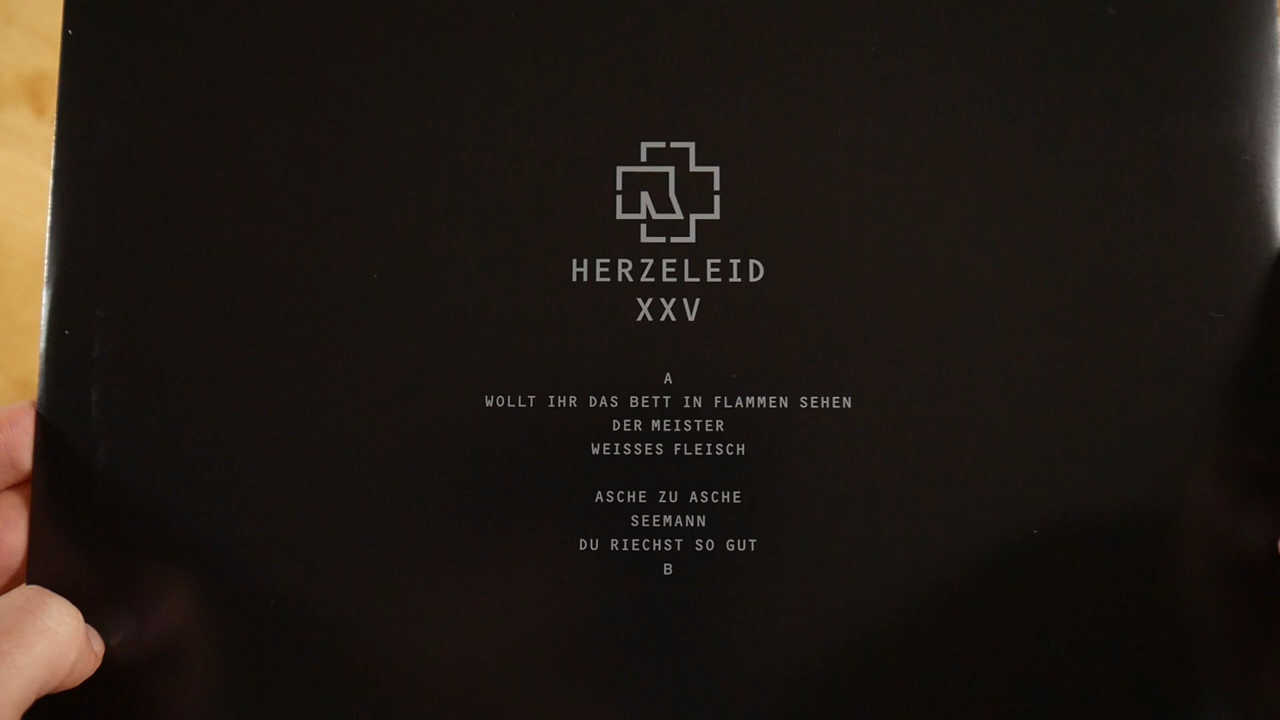 HERZELEID
XXV
A
WOLLT IHR DAS BETT IN FLAMMEN SEHEN
DER MEISTER
WEISSES FLEISCH
ASCHE ZU ASCHE
SEEMANN
DU RIECHST SO GUT
B